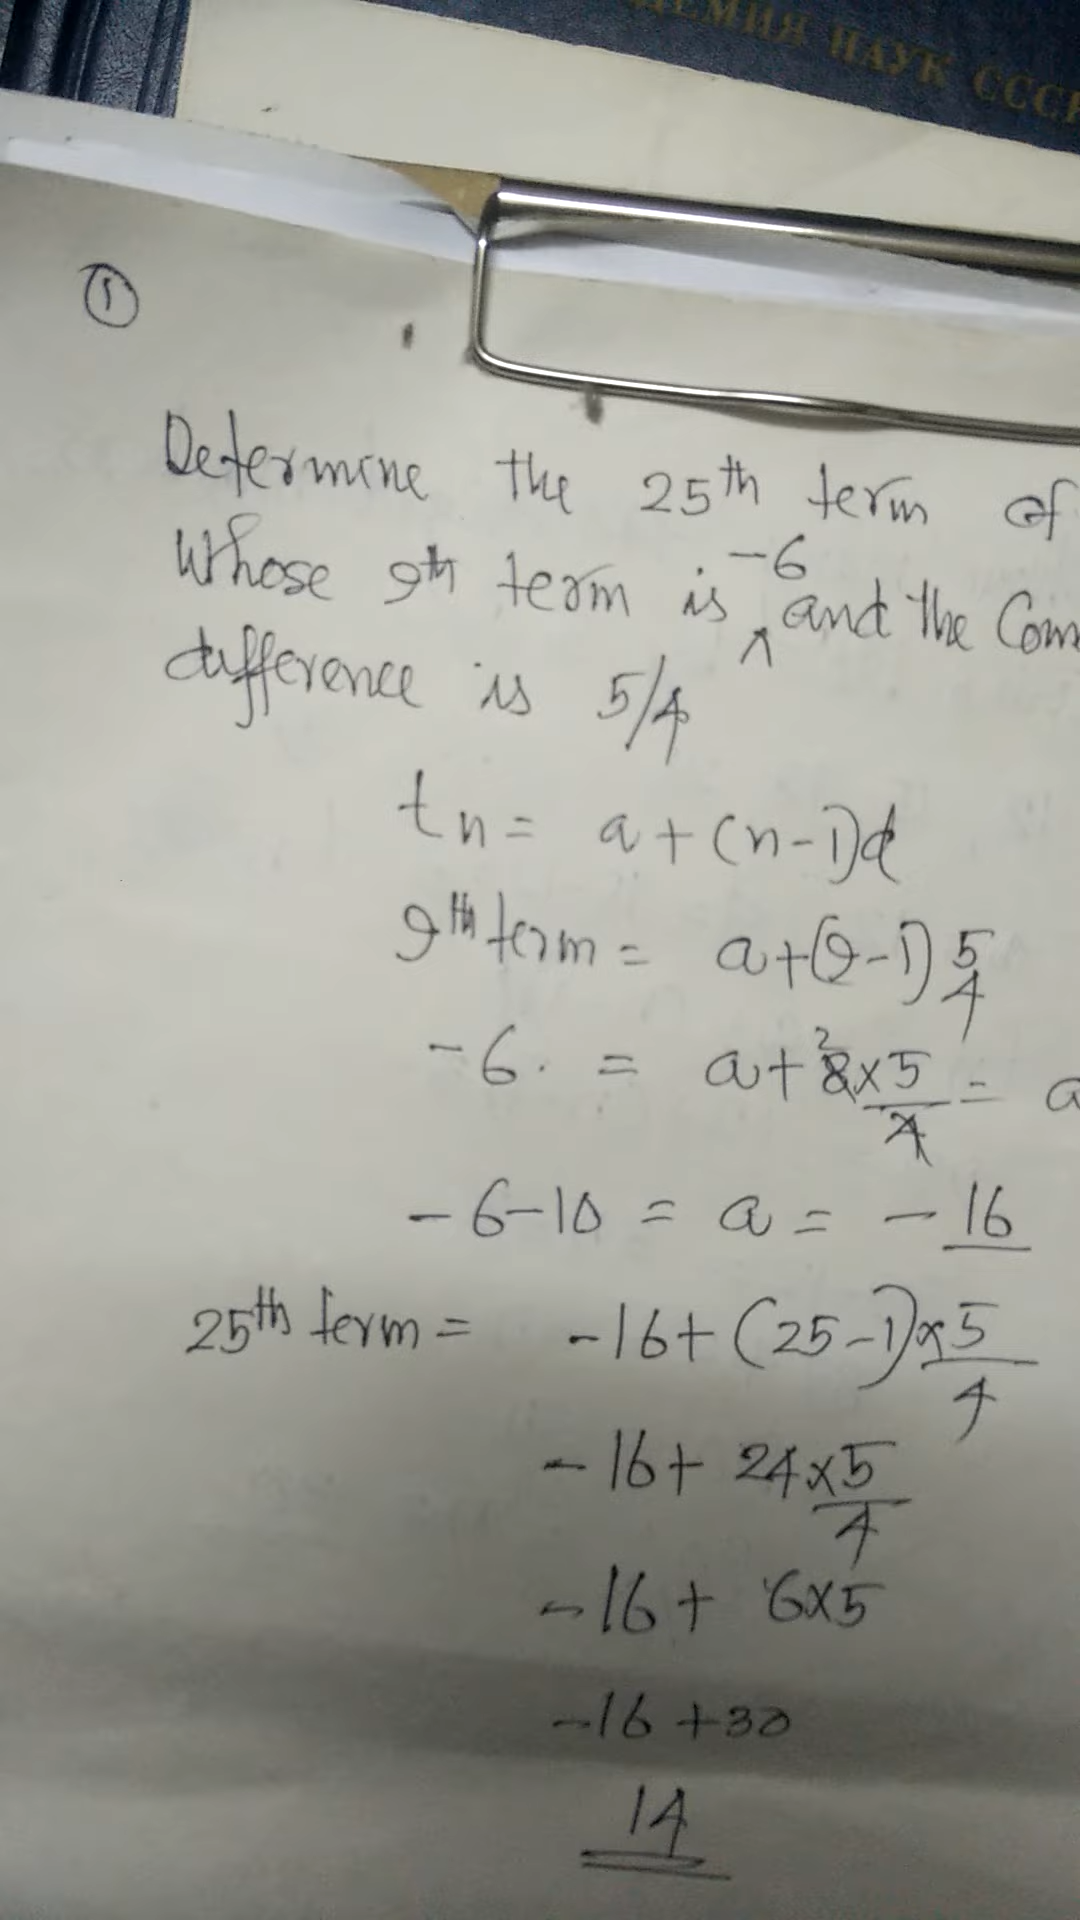 ДЕМИЯ НАУК СССР
1
Determine the 25th term of
Whose 9th term is -6 and the Com
difference is 5/4
tn = a + (n-1)d
9th term = a+(9-1) 5/4
-6. = a + 8x5/4 = a
2
-6-10 = a = -16
25th term = -16+ (25-1)x5/4
-16+ 24x5/4
-16+ 6x5
-16 +30
14